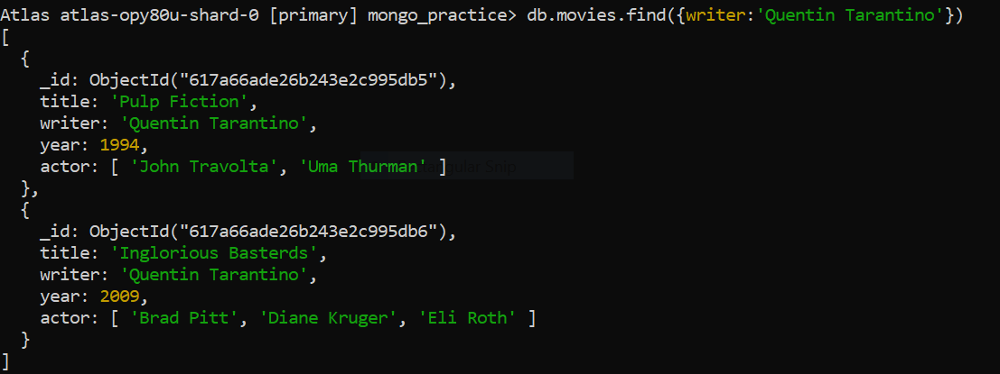 Atlas atlas-opy80u-shard-0 [primary] mongo_practice> db.movies.find({writer:'Quentin Tarantino'})
[
  {
    _id: ObjectId("617a66ade26b243e2c995db5"),
    title: 'Pulp Fiction',
    writer: 'Quentin Tarantino',
    year: 1994,
    actor: [ 'John Travolta', 'Uma Thurman' ]
  },
  {
    _id: ObjectId("617a66ade26b243e2c995db6"),
    title: 'Inglorious Basterds',
    writer: 'Quentin Tarantino',
    year: 2009,
    actor: [ 'Brad Pitt', 'Diane Kruger', 'Eli Roth' ]
  }
]